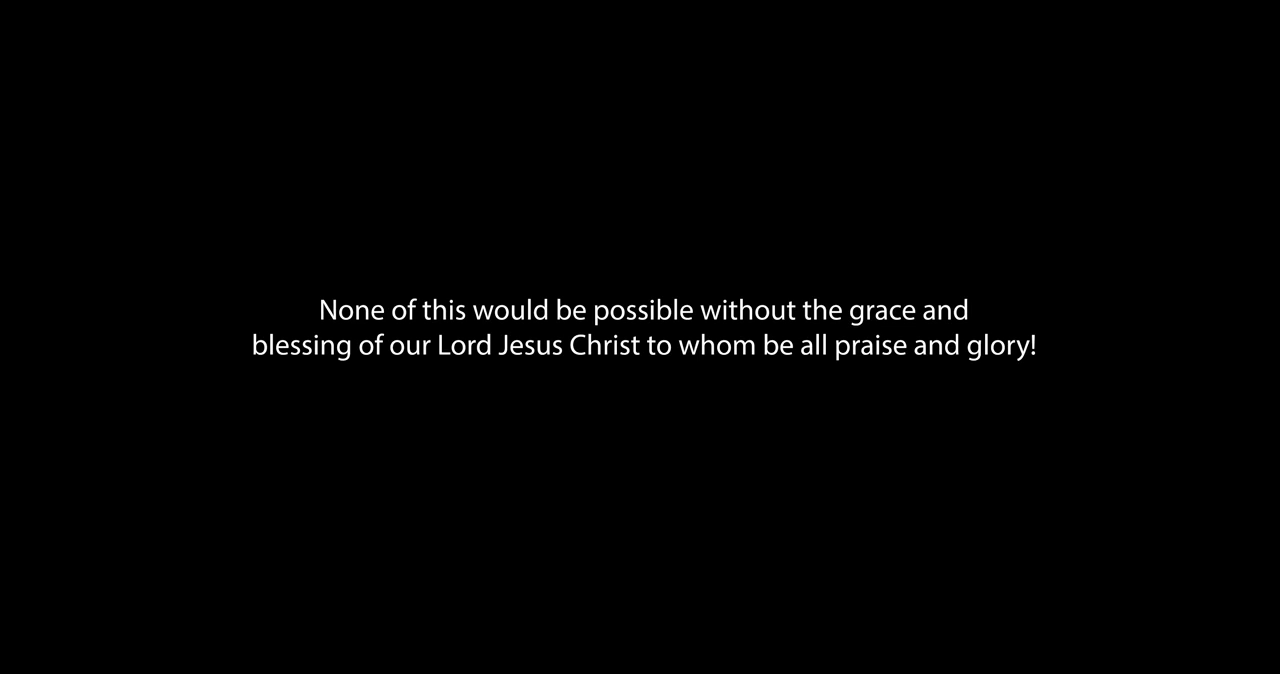 None of this would be possible without the grace and
blessing of our Lord Jesus Christ to whom be all praise and glory!